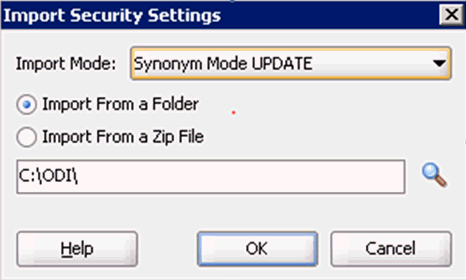 Import Security Settings
Import Mode: Synonym Mode UPDATE
Import From a Folder
Import From a Zip File
C:\ODI\
Help OK Cancel